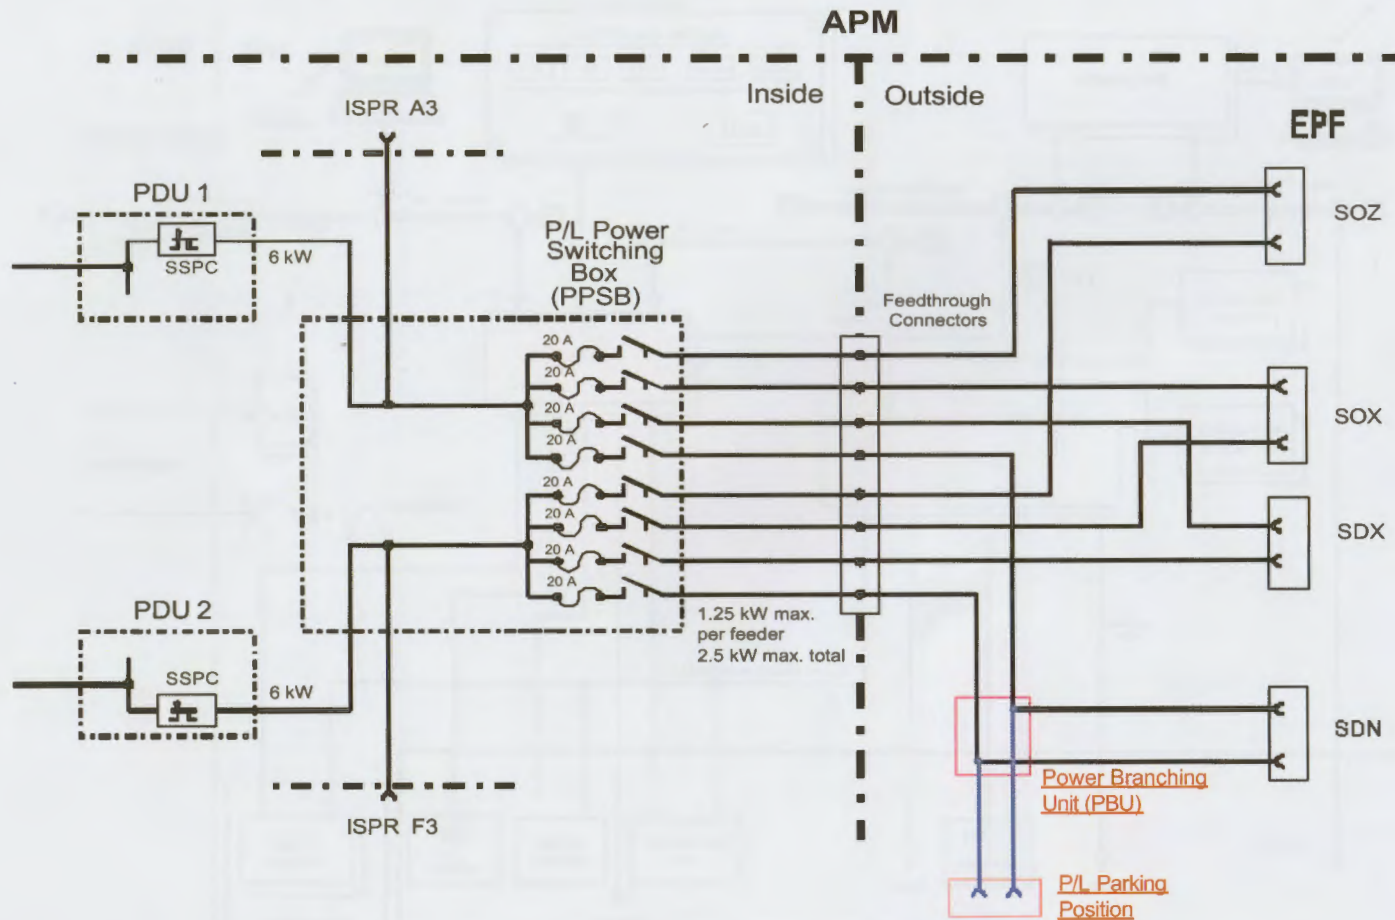 APM
Inside
Outside
ISPR A3
EPF
PDU 1
SSPC
6 kW
P/L Power
Switching
Box
(PPSB)
SOZ
Feedthrough
Connectors
20 A
20 A
20 A
20 A
20 A
20 A
20 A
20 A
SOX
SDX
1.25 kW max.
per feeder
2.5 kW max. total
PDU 2
SSPC
6 kW
ISPR F3
SDN
Power Branching
Unit (PBU)
P/L Parking
Position